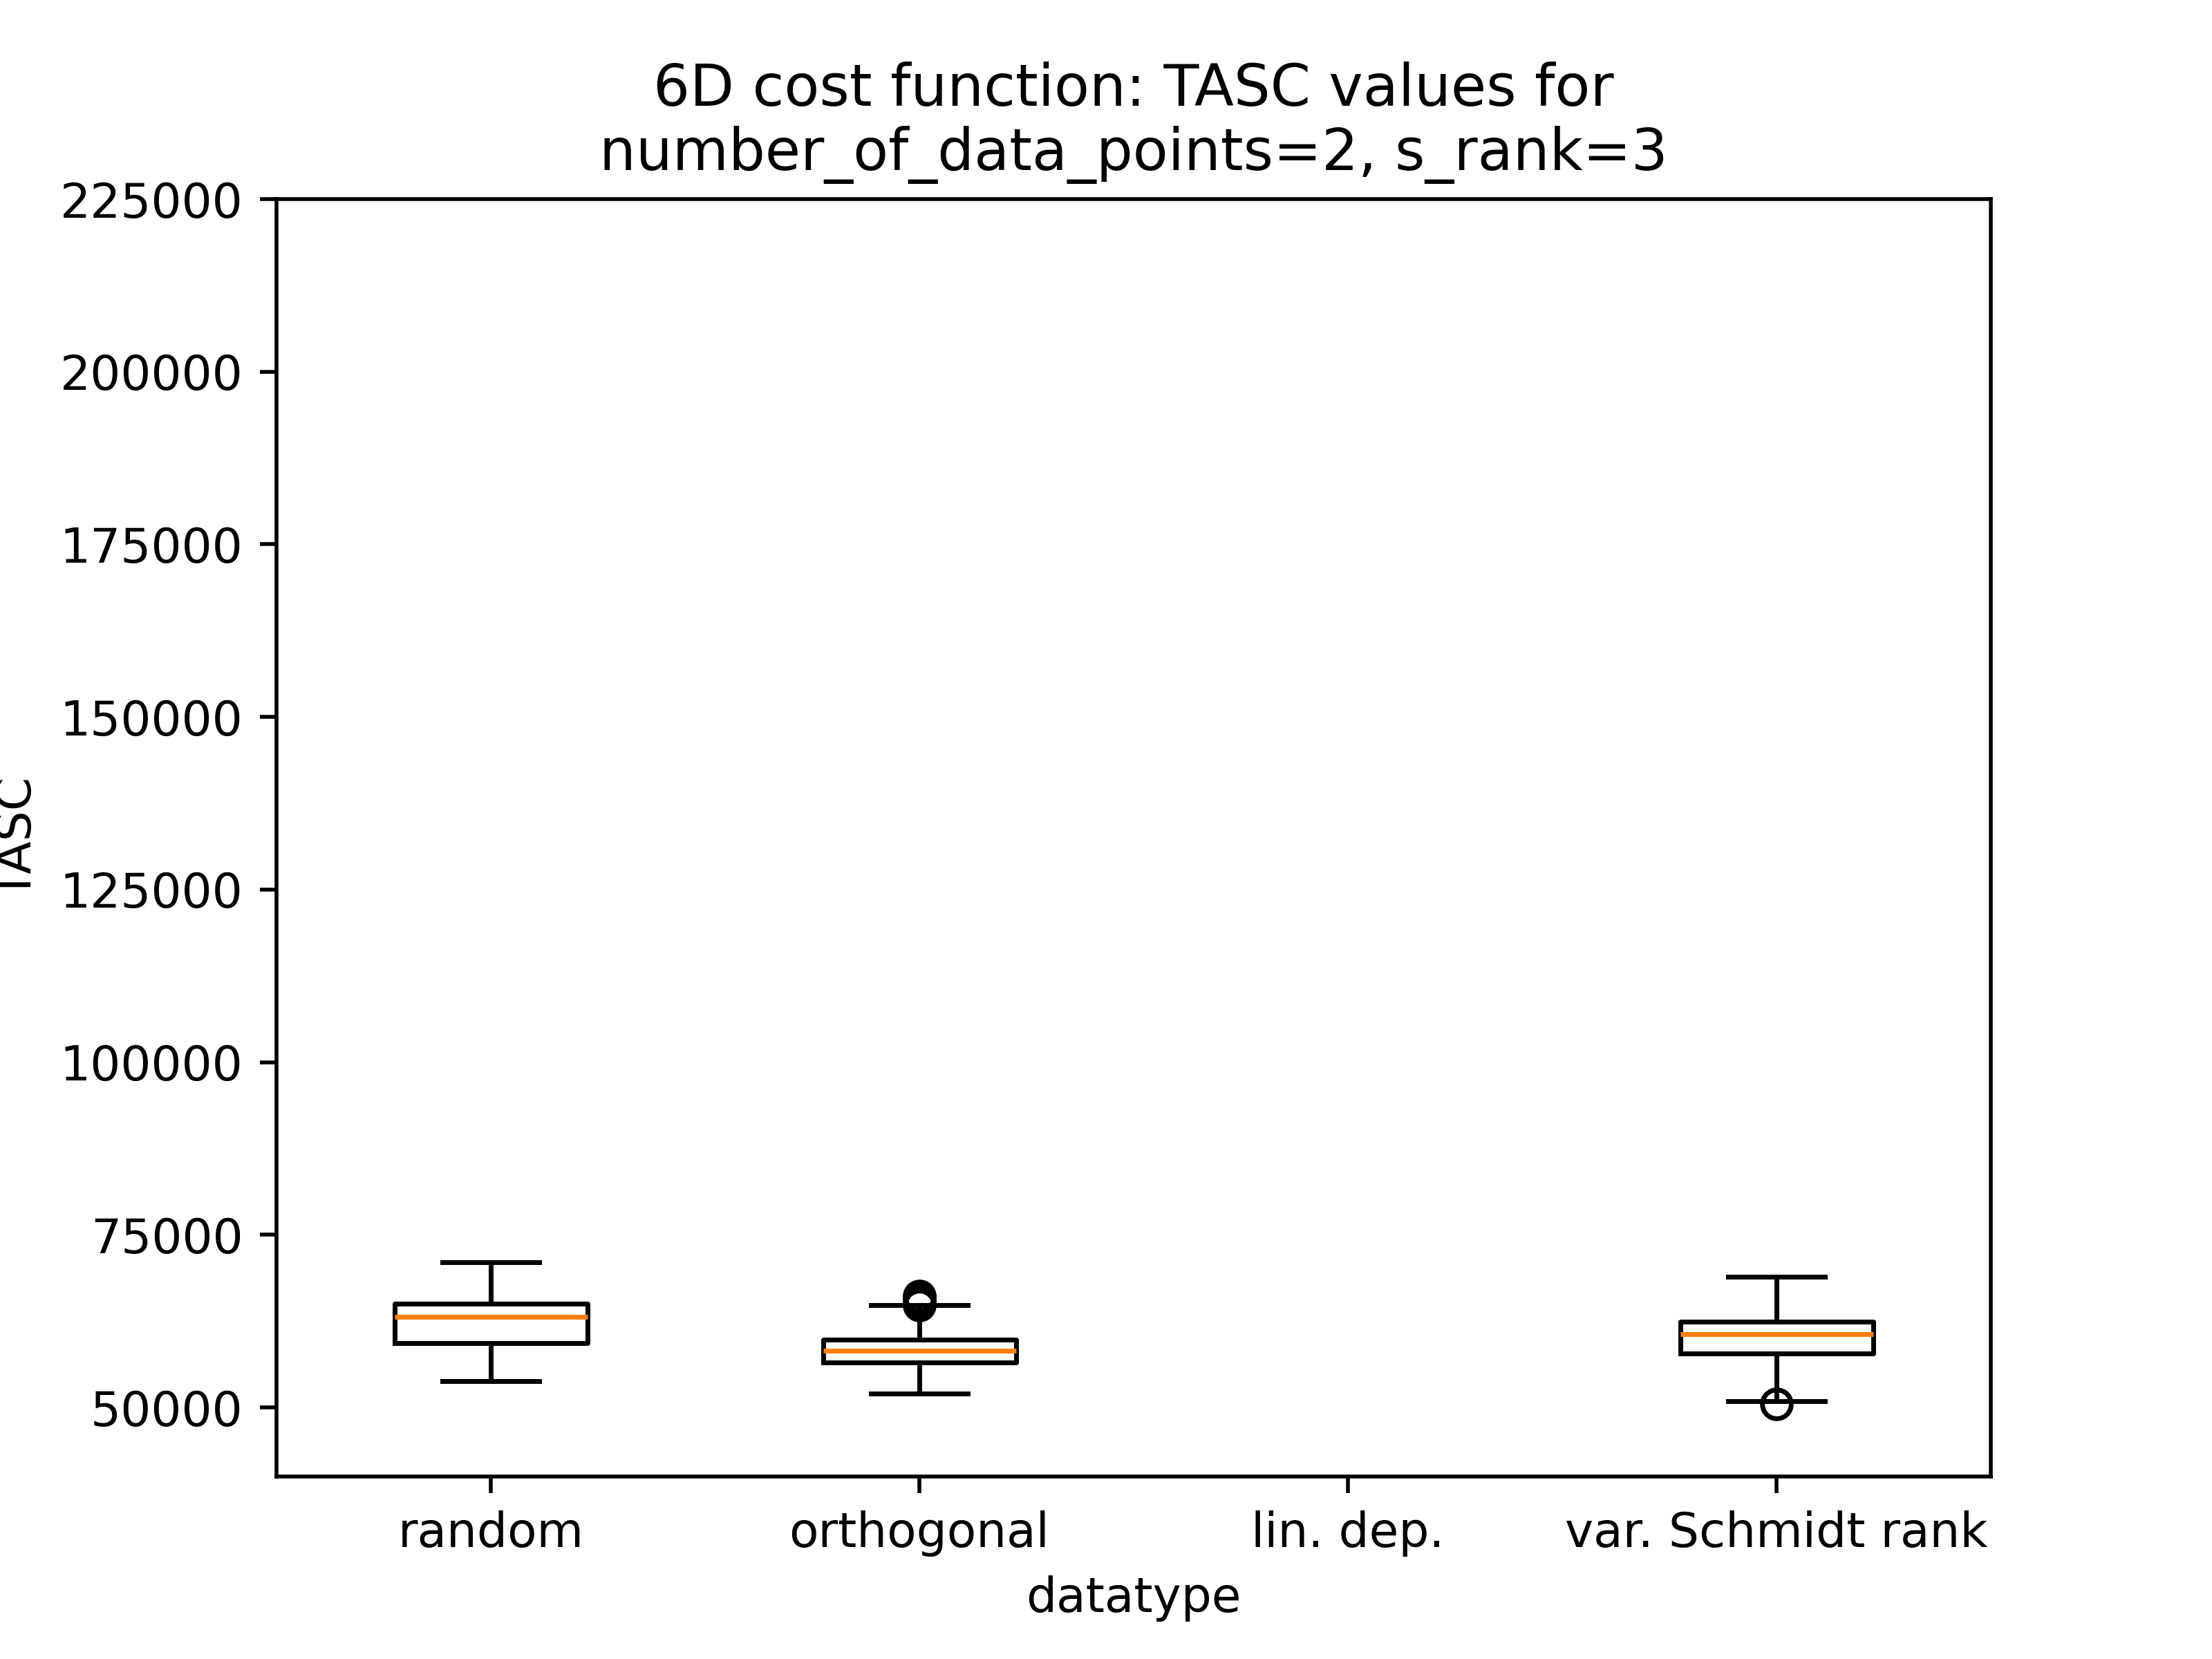 6D cost function: TASC values for
number_of_data_points=2, s_rank=3
225000
200000
175000
150000
125000
100000
75000
50000
TASC
random
orthogonal
lin. dep.
var. Schmidt rank
datatype